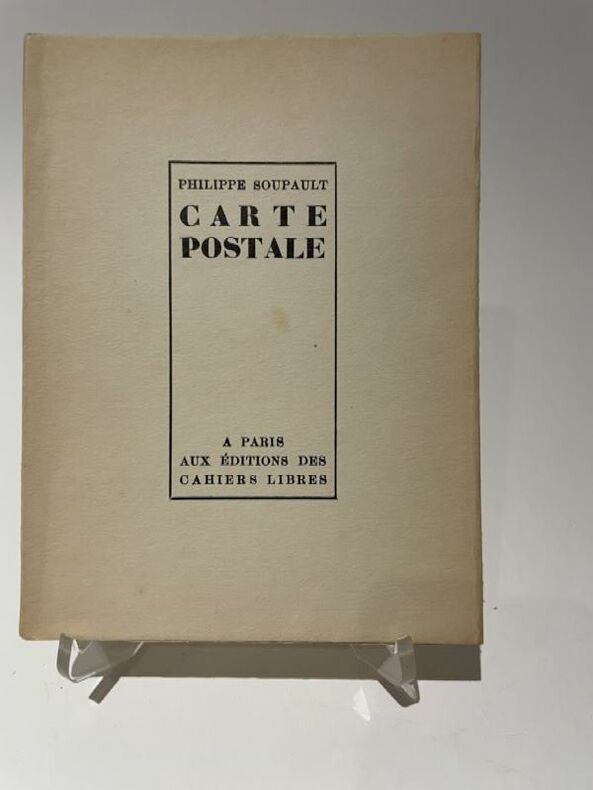 PHILIPPE SOUPAULT
CARTE
POSTALE
A PARIS
AUX ÉDITIONS DES
CAHIERS LIBRES